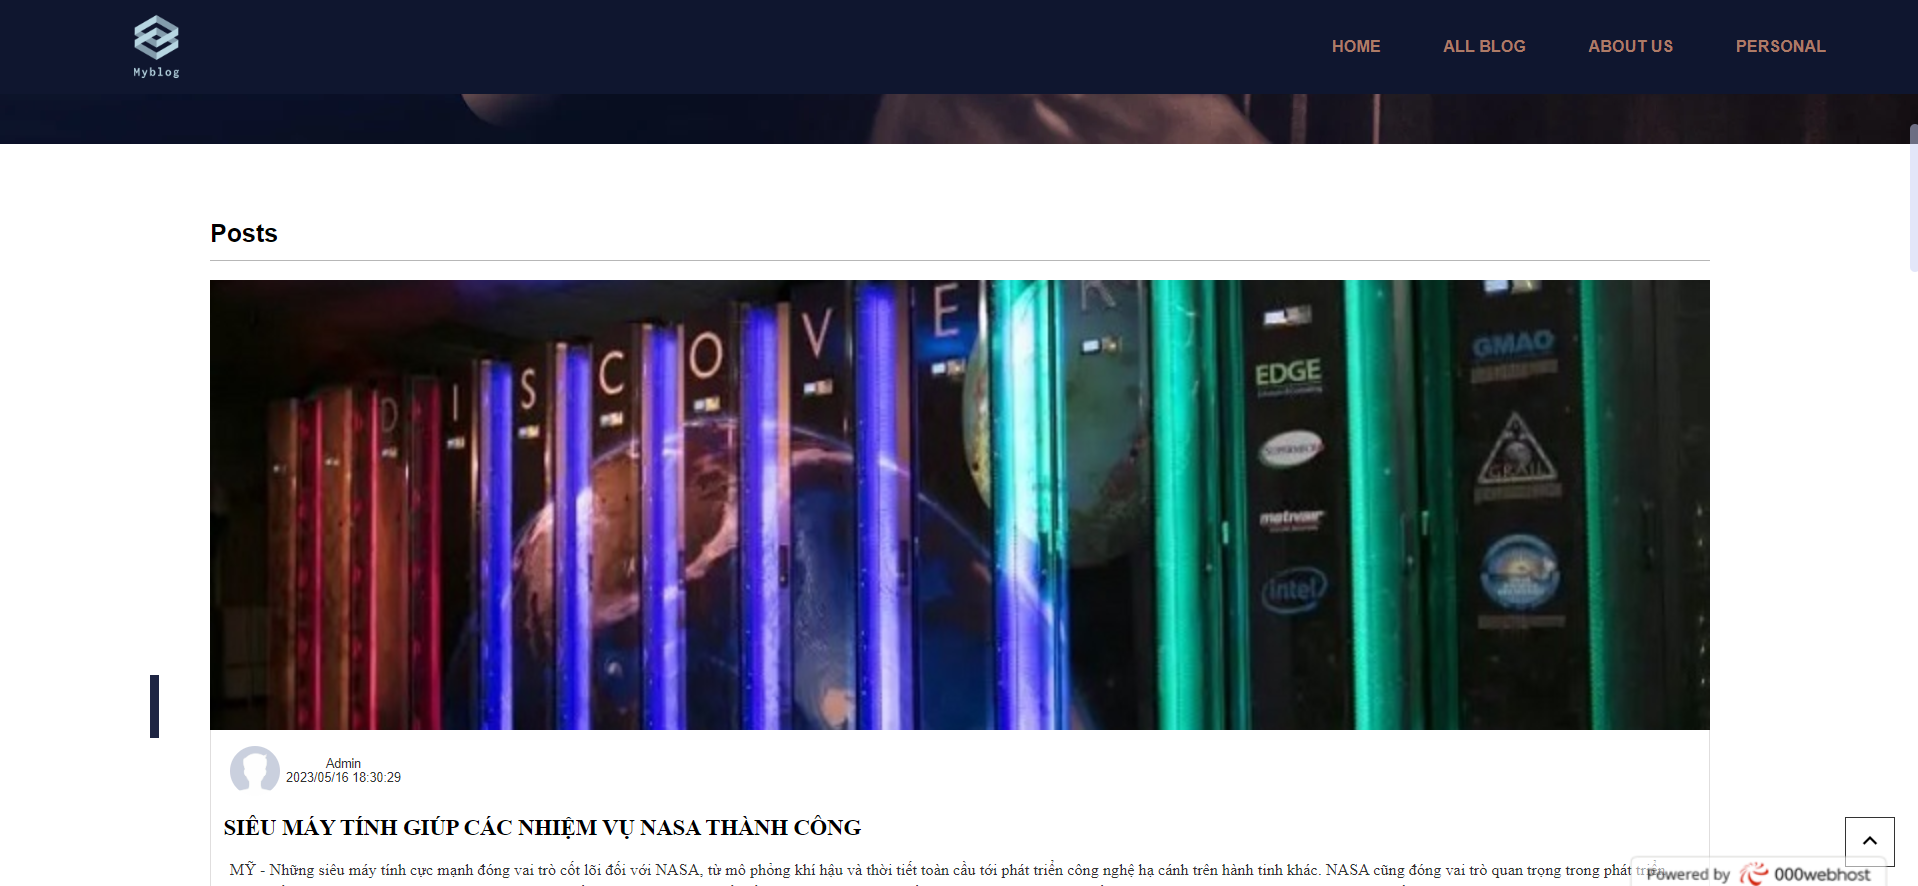 Myblog
HOME ALL BLOG ABOUT US PERSONAL
Posts
DISCOVER
EDGE
GMAO
GRAIL
intel
Admin
2023/05/16 18:30:29
SIÊU MÁY TÍNH GIÚP CÁC NHIỆM VỤ NASA THÀNH CÔNG
MỸ - Những siêu máy tính cực mạnh đóng vai trò cốt lõi đối với NASA, từ mô phỏng khí hậu và thời tiết toàn cầu tới phát triển công nghệ hạ cánh trên hành tinh khác. NASA cũng đóng vai trò quan trọng trong phát triển
Powered by 000webhost